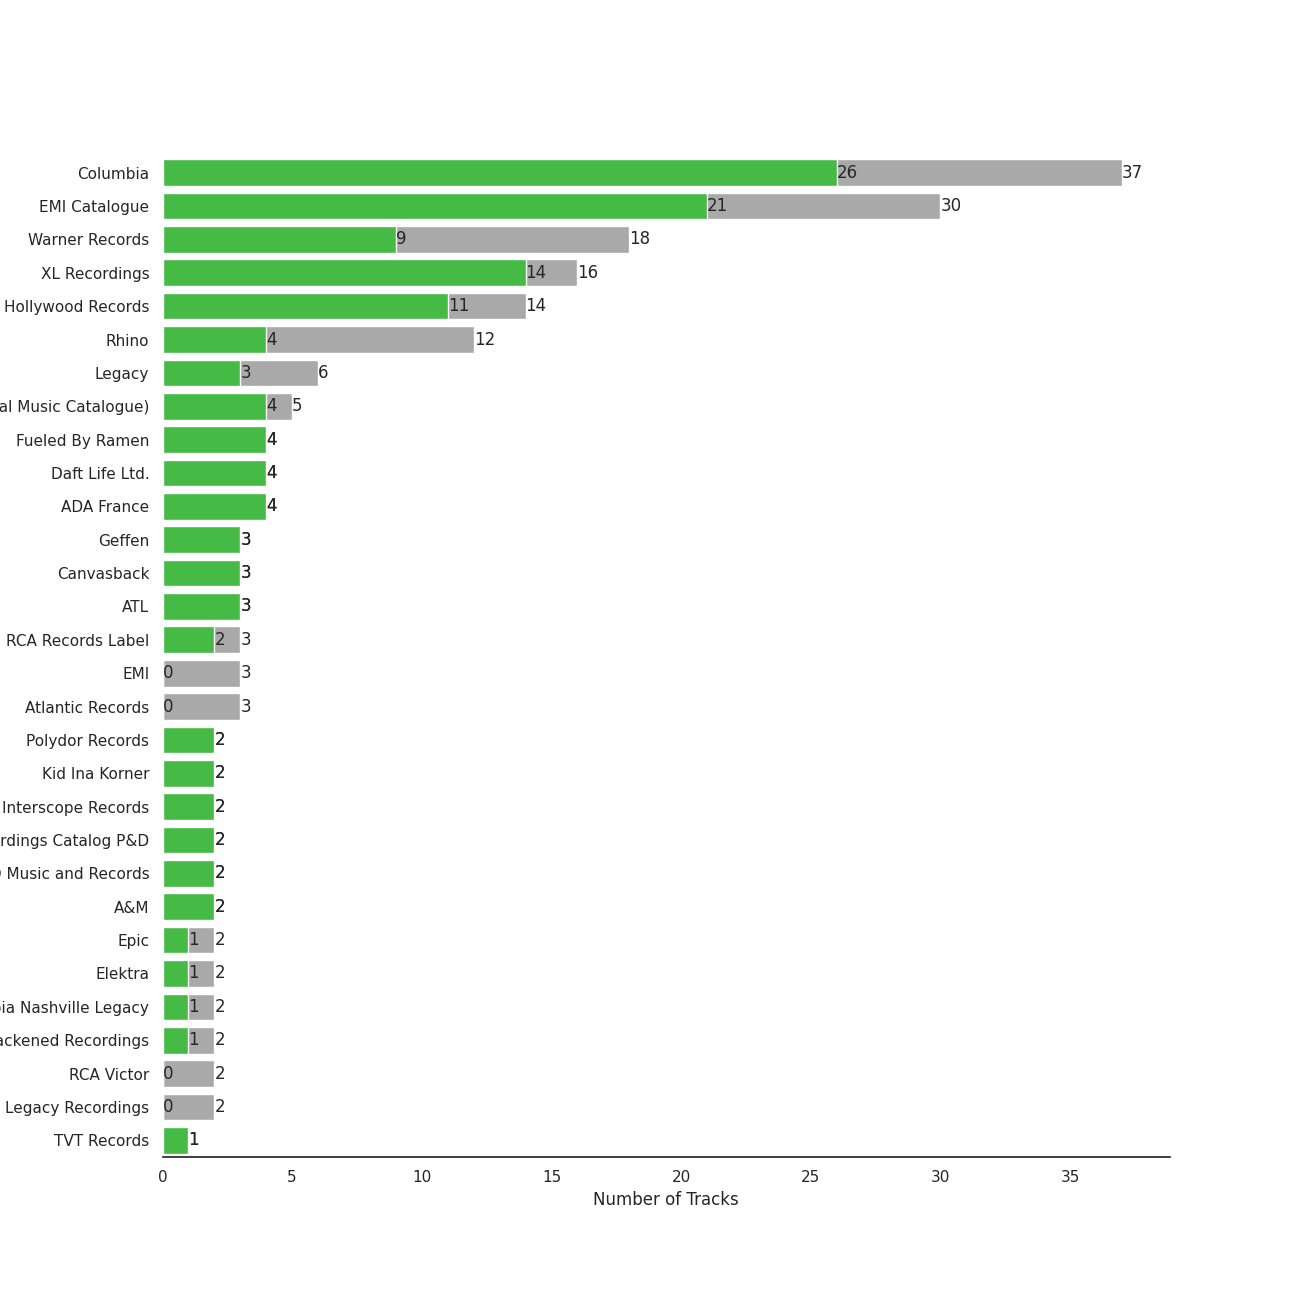 Columbia 26 37
EMI Catalogue 21 30
Warner Records 9 18
XL Recordings 14 16
Hollywood Records 11 14
Rhino 4 12
Legacy 3 6
Music Catalogue) 4 5
Fueled By Ramen 4
Daft Life Ltd. 4
ADA France 4
Geffen 3
Canvasback 3
ATL 3
RCA Records Label 2 3
EMI 0 3
Atlantic Records 0 3
Polydor Records 2
Kid Ina Korner 2
Interscope Records 2
Catalog P&D 2
Music and Records 2
A&M 2
Epic 1 2
Elektra 1 2
Nashville Legacy 1 2
Recordings 1 2
RCA Victor 0 2
Legacy Recordings 0 2
TVT Records 1
0 5 10 15 20 25 30 35
Number of Tracks